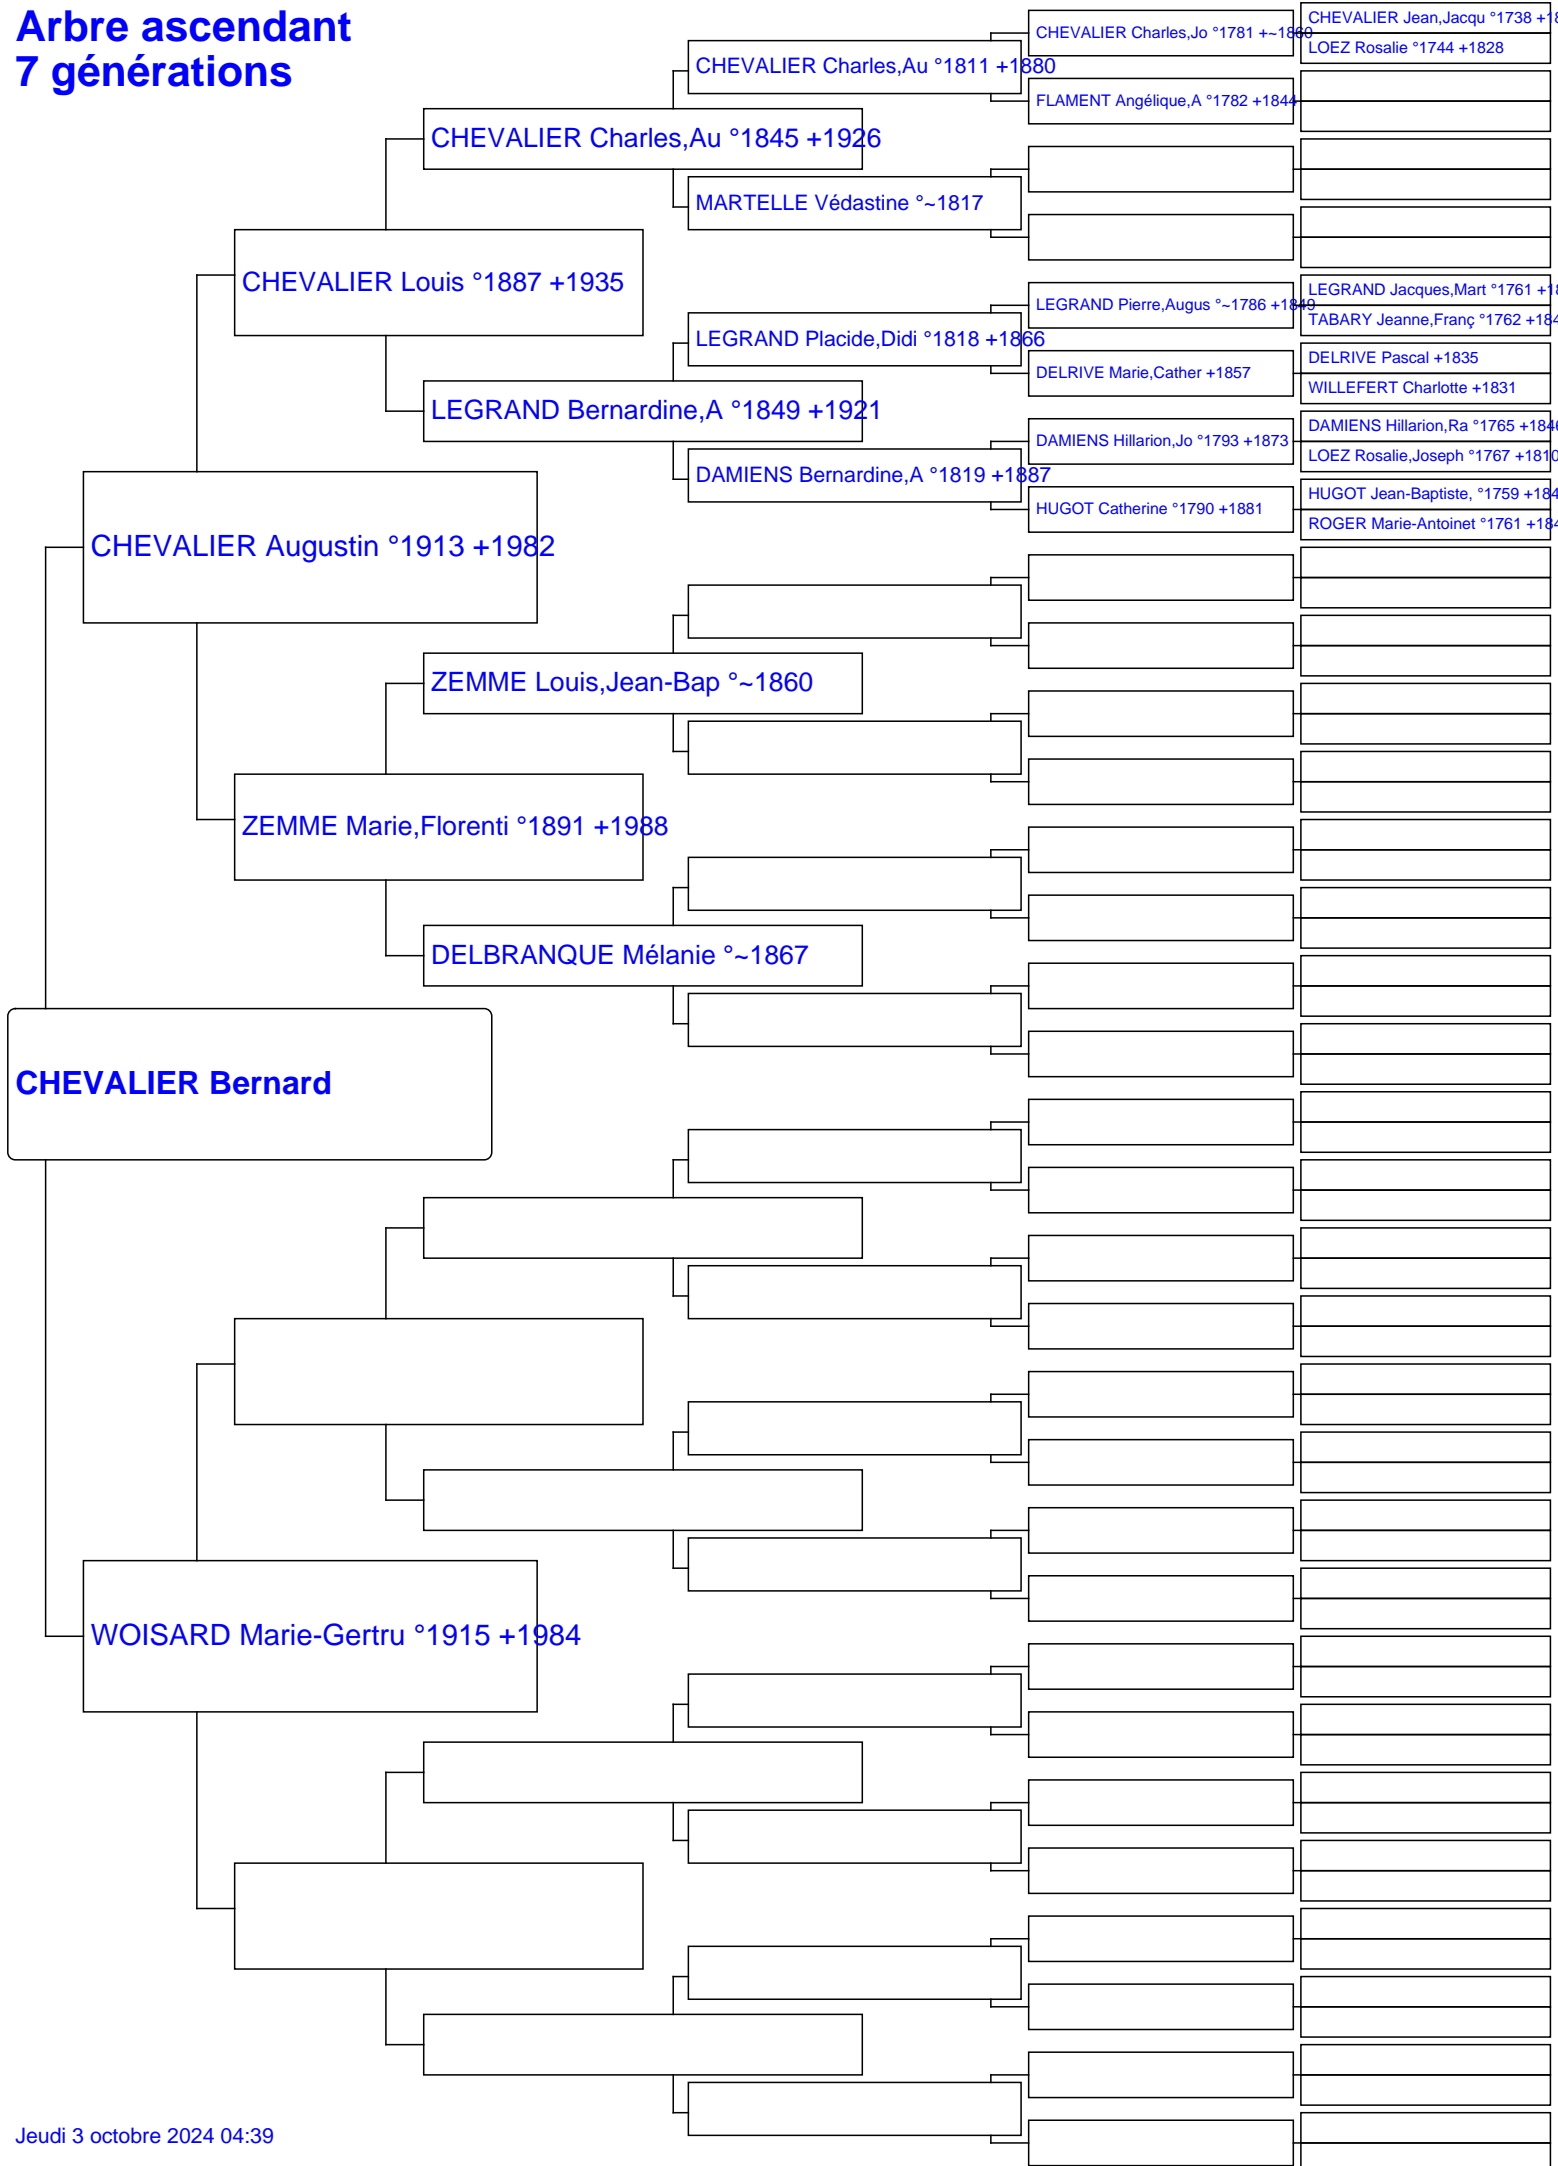 Arbre ascendant
7 générations
CHEVALIER Bernard
CHEVALIER Augustin °1913 +1982
WOISARD Marie-Gertru °1915 +1984
CHEVALIER Louis °1887 +1935
ZEMME Marie,Florenti °1891 +1988
CHEVALIER Charles,Au °1845 +1926
LEGRAND Bernardine,A °1849 +1921
ZEMME Louis,Jean-Bap °~1860
DELBRANQUE Mélanie °~1867
CHEVALIER Charles,Au °1811 +1880
MARTELLE Védastine °~1817
LEGRAND Placide,Didi °1818 +1866
DAMIENS Bernardine,A °1819 +1887
CHEVALIER Charles,Jo °1781 +~1860
FLAMENT Angélique,A °1782 +1844
LEGRAND Pierre,Augus °~1786 +1849
DELRIVE Marie,Cather +1857
DAMIENS Hillarion,Jo °1793 +1873
HUGOT Catherine °1790 +1881
CHEVALIER Jean,Jacqu °1738 +18
LOEZ Rosalie °1744 +1828
LEGRAND Jacques,Mart °1761 +18
TABARY Jeanne,Franç °1762 +184
DELRIVE Pascal +1835
WILLEFERT Charlotte +1831
DAMIENS Hillarion,Ra °1765 +1846
LOEZ Rosalie,Joseph °1767 +1810
HUGOT Jean-Baptiste, °1759 +184
ROGER Marie-Antoinet °1761 +184
Jeudi 3 octobre 2024 04:39